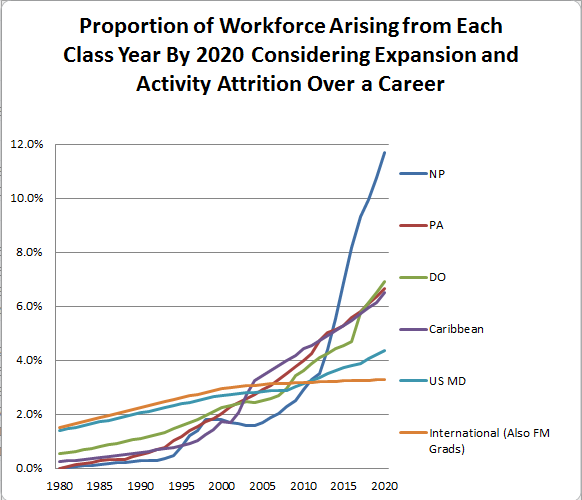 Proportion of Workforce Arising from Each
Class Year By 2020 Considering Expansion and
Activity Attrition Over a Career
12.0%
10.0%
8.0%
6.0%
4.0%
2.0%
0.0%
1980 1985 1990 1995 2000 2005 2010 2015 2020
NP
PA
DO
Caribbean
US MD
International (Also FM
Grads)